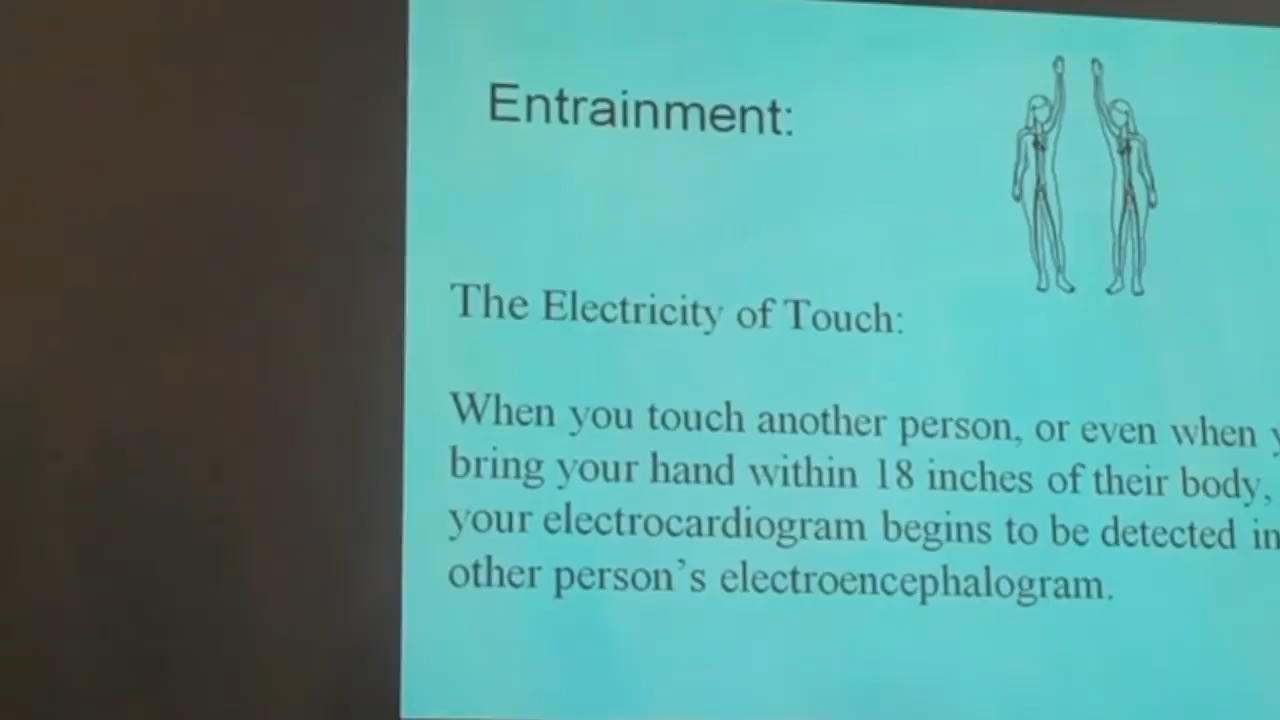 Entrainment:
The Electricity of Touch:
When you touch another person, or even when
bring your hand within 18 inches of their body,
your electrocardiogram begins to be detected in
other person’s electroencephalogram.